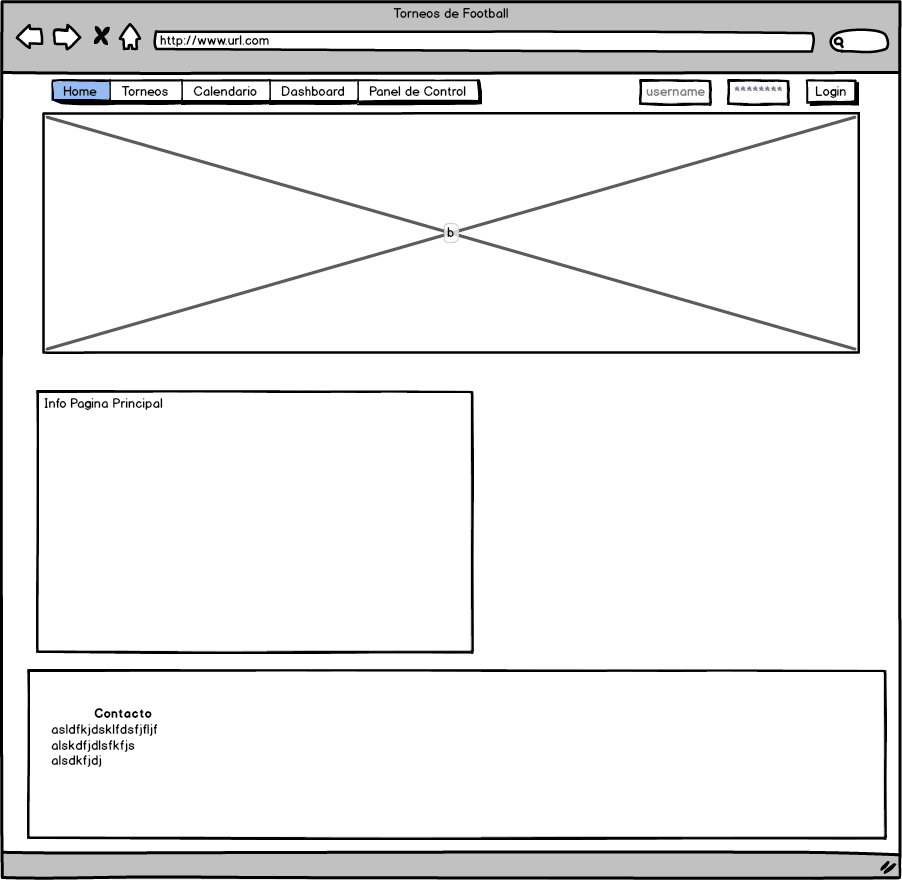 Torneos de Football
http://www.url.com
Home Torneos Calendario Dashboard Panel de Control username ******** Login
b
Info Pagina Principal
Contacto
asldfkjdsklfdsfjfljf
alskdfjdlsfkfjs
alsdkfjdj